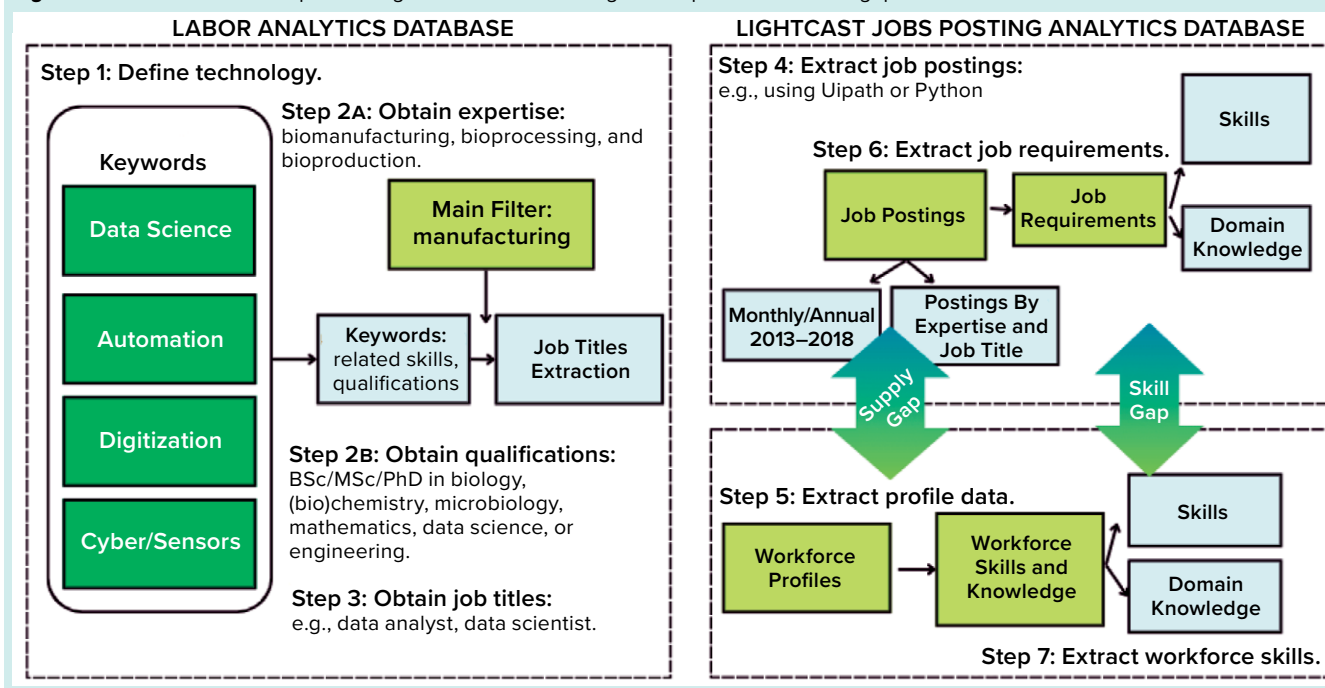 LABOR ANALYTICS DATABASE
Step 1: Define technology.
Keywords
Data Science
Automation
Digitization
Cyber/Sensors
Step 2A: Obtain expertise:
biomanufacturing, bioprocessing, and
bioproduction.
Main Filter:
manufacturing
Keywords:
related skills,
qualifications
Job Titles
Extraction
Step 2B: Obtain qualifications:
BSc/MSc/PhD in biology,
(bio)chemistry, microbiology,
mathematics, data science, or
engineering.
Step 3: Obtain job titles:
e.g., data analyst, data scientist.
LIGHTCAST JOBS POSTING ANALYTICS DATABASE
Step 4: Extract job postings:
e.g., using Uipath or Python
Skills
Step 6: Extract job requirements.
Job Postings
Job
Requirements
Domain
Knowledge
Monthly/Annual
2013–2018
Postings By
Expertise and
Job Title
Supply
Gap
Skill
Gap
Step 5: Extract profile data.
Workforce
Profiles
Workforce
Skills and
Knowledge
Skills
Domain
Knowledge
Step 7: Extract workforce skills.